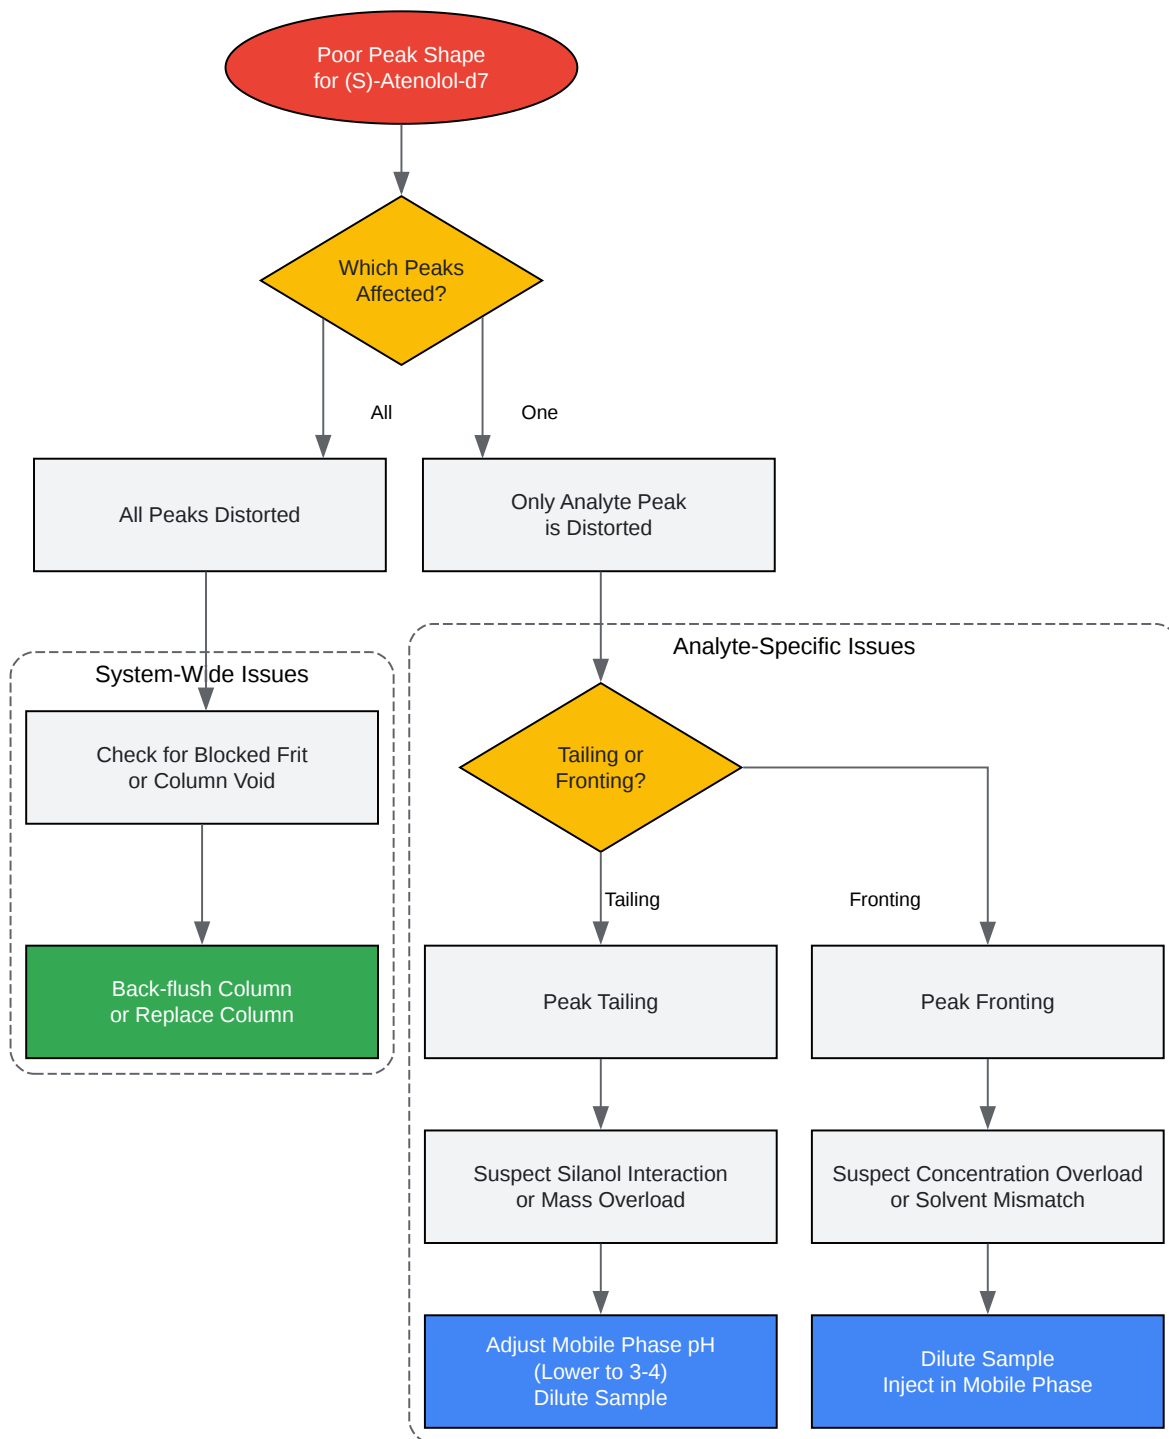 Poor Peak Shape
for (S)-Atenolol-d7
Which Peaks
Affected?
All
One
All Peaks Distorted
Only Analyte Peak
is Distorted
System-Wide Issues
Analyte-Specific Issues
Check for Blocked Frit
or Column Void
Tailing or
Fronting?
Tailing
Fronting
Back-flush Column
or Replace Column
Peak Tailing
Peak Fronting
Suspect Silanol Interaction
or Mass Overload
Suspect Concentration Overload
or Solvent Mismatch
Adjust Mobile Phase pH
(Lower to 3-4)
Dilute Sample
Dilute Sample
Inject in Mobile Phase